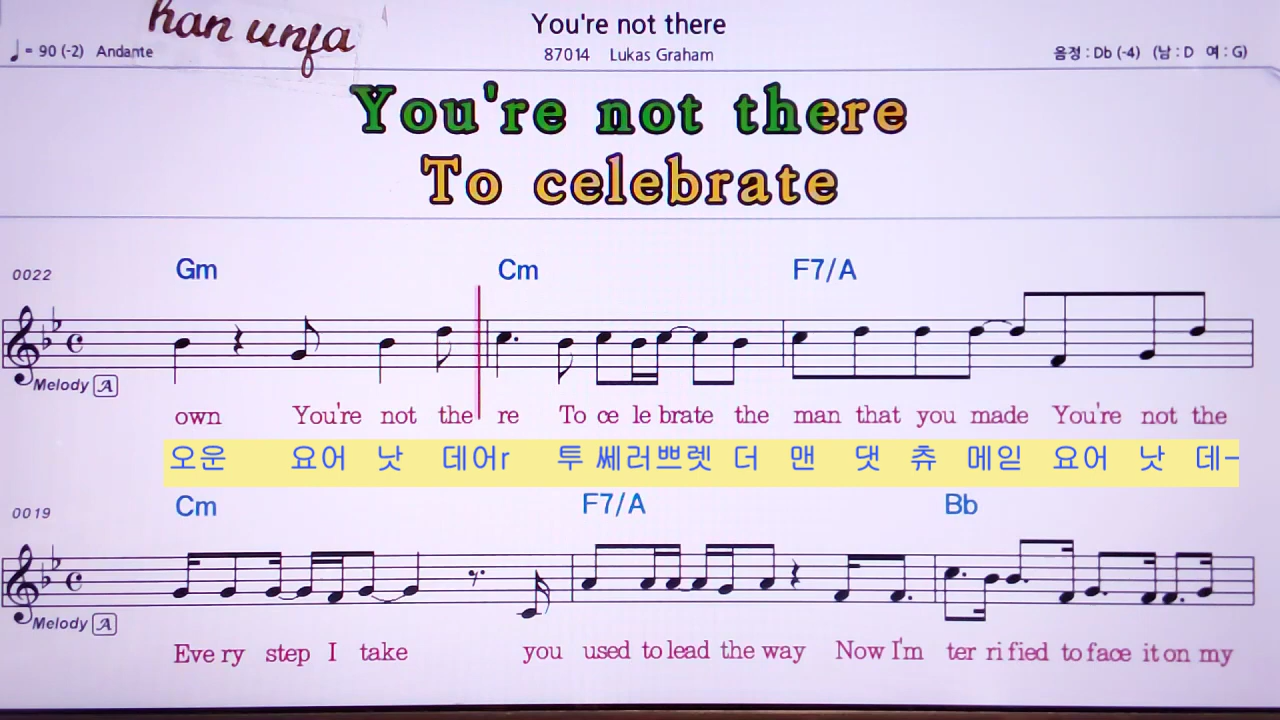 han unfa
You're not there
♩= 90 (-2) Andante
87014 Lukas Graham
음정 : Db (-4) (남 : D 여 : G)
You're not there
To celebrate
0022 Gm Cm F7/A
Melody A
own You're not the re To ce le brate the man that you made You're not the
오운 요어 낫 데어r 투 쎄러쁘렛 더 맨 댓 츄 메읻 요어 낫 데-
0019 Cm F7/A Bb
Melody A
Eve ry step I take you used to lead the way Now I'm ter ri fied to face it on my